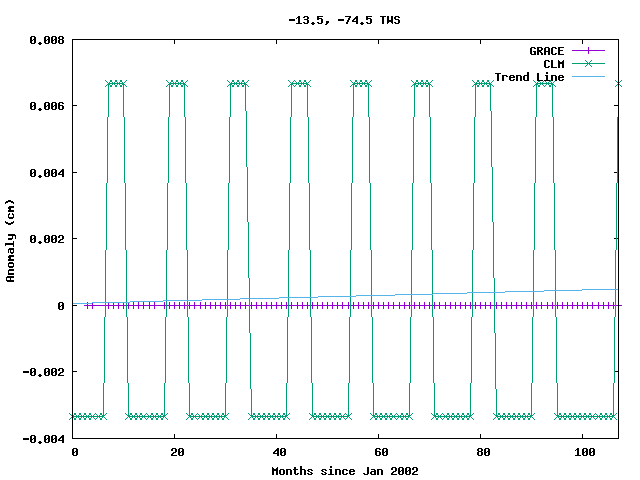 -13.5, -74.5 TWS
GRACE
CLM
Trend Line
0.008
0.006
0.004
0.002
0
-0.002
-0.004
Anomaly (cm)
0 20 40 60 80 100
Months since Jan 2002